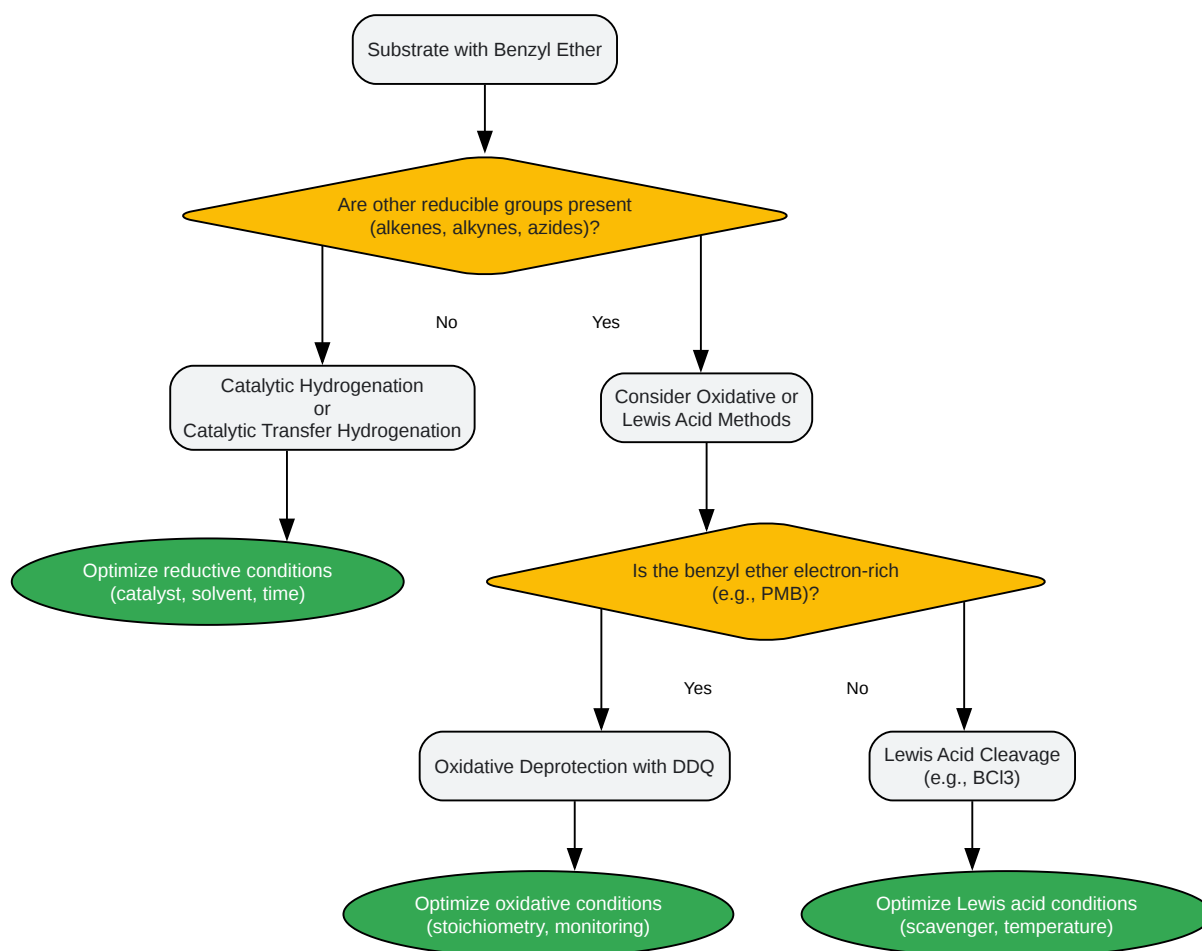 Substrate with Benzyl Ether
Are other reducible groups present
(alkenes, alkynes, azides)?
No
Yes
Catalytic Hydrogenation
or
Catalytic Transfer Hydrogenation
Consider Oxidative or
Lewis Acid Methods
Optimize reductive conditions
(catalyst, solvent, time)
Is the benzyl ether electron-rich
(e.g., PMB)?
Yes
No
Oxidative Deprotection with DDQ
Lewis Acid Cleavage
(e.g., BCl3)
Optimize oxidative conditions
(stoichiometry, monitoring)
Optimize Lewis acid conditions
(scavenger, temperature)